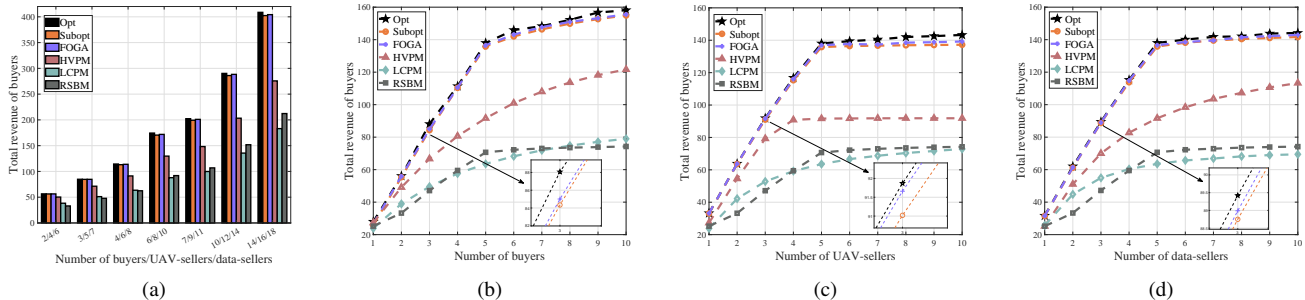 Total revenue of buyers
450
400
350
300
250
200
150
100
50
0
Opt
Subopt
FOGA
HVPM
LCPM
RSBM
2/4/6
3/5/7
4/6/8
6/8/10
7/9/11
10/12/14
14/16/18
Number of buyers/UAV-sellers/data-sellers
(a)
Total revenue of buyers
160
140
120
100
80
60
40
20
Opt
Subopt
FOGA
HVPM
LCPM
RSBM
1 2 3 4 5 6 7 8 9 10
Number of buyers
(b)
Total revenue of buyers
160
140
120
100
80
60
40
20
Opt
Subopt
FOGA
HVPM
LCPM
RSBM
1 2 3 4 5 6 7 8 9 10
Number of UAV-sellers
(c)
Total revenue of buyers
160
140
120
100
80
60
40
20
Opt
Subopt
FOGA
HVPM
LCPM
RSBM
1 2 3 4 5 6 7 8 9 10
Number of data-sellers
(d)